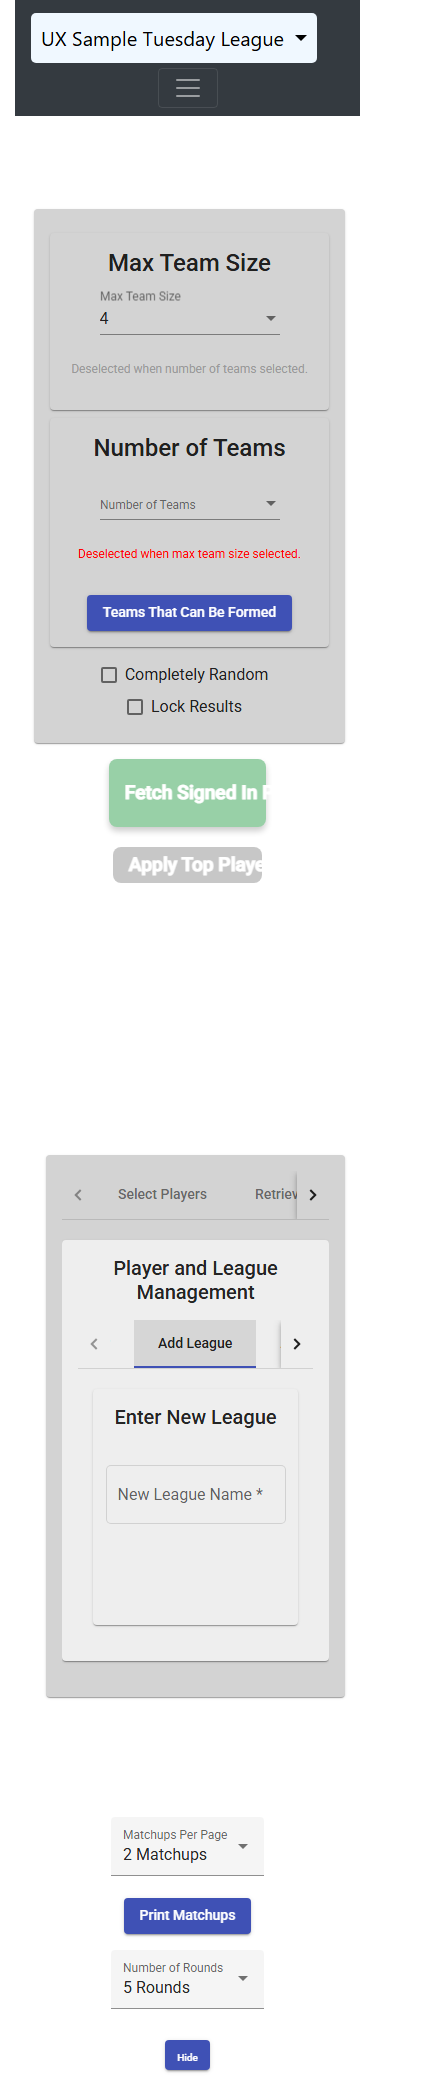 UX Sample Tuesday League
Max Team Size
Max Team Size
4
Deselected when number of teams selected.
Number of Teams
Number of Teams
Deselected when max team size selected.
Teams That Can Be Formed
Completely Random
Lock Results
Fetch Signed In
Apply Top Playe
Select Players
Retriev
Player and League
Management
Add League
Enter New League
New League Name *
Matchups Per Page
2 Matchups
Print Matchups
Number of Rounds
5 Rounds
Hide